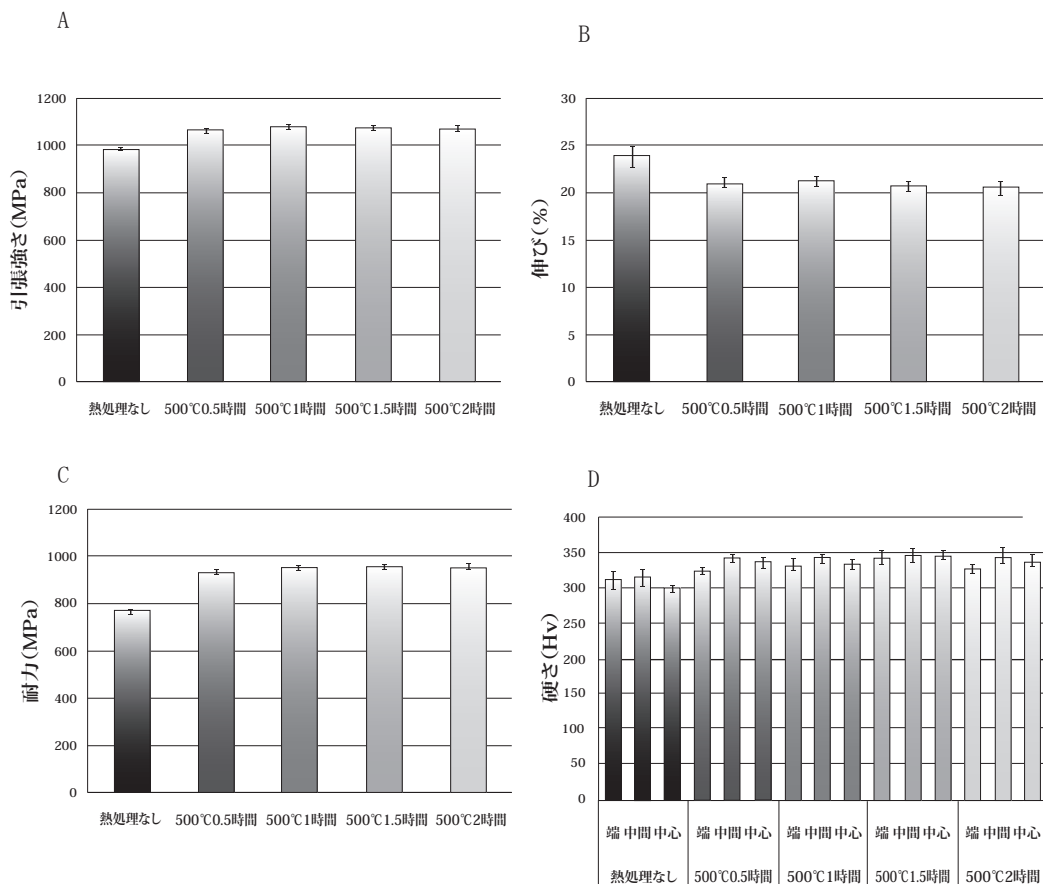 A
1200
1000
800
600
400
200
0
引張強さ(MPa)
熱処理なし 500℃0.5時間 500℃1時間 500℃1.5時間 500℃2時間
B
30
25
20
15
10
5
0
伸び(%)
熱処理なし 500℃0.5時間 500℃1時間 500℃1.5時間 500℃2時間
C
1200
1000
800
600
400
200
0
耐力(MPa)
熱処理なし 500℃0.5時間 500℃1時間 500℃1.5時間 500℃2時間
D
400
350
300
250
200
150
100
50
0
硬さ(Hv)
端 中間 中心 端 中間 中心 端 中間 中心 端 中間 中心 端 中間 中心
熱処理なし 500℃0.5時間 500℃1時間 500℃1.5時間 500℃2時間